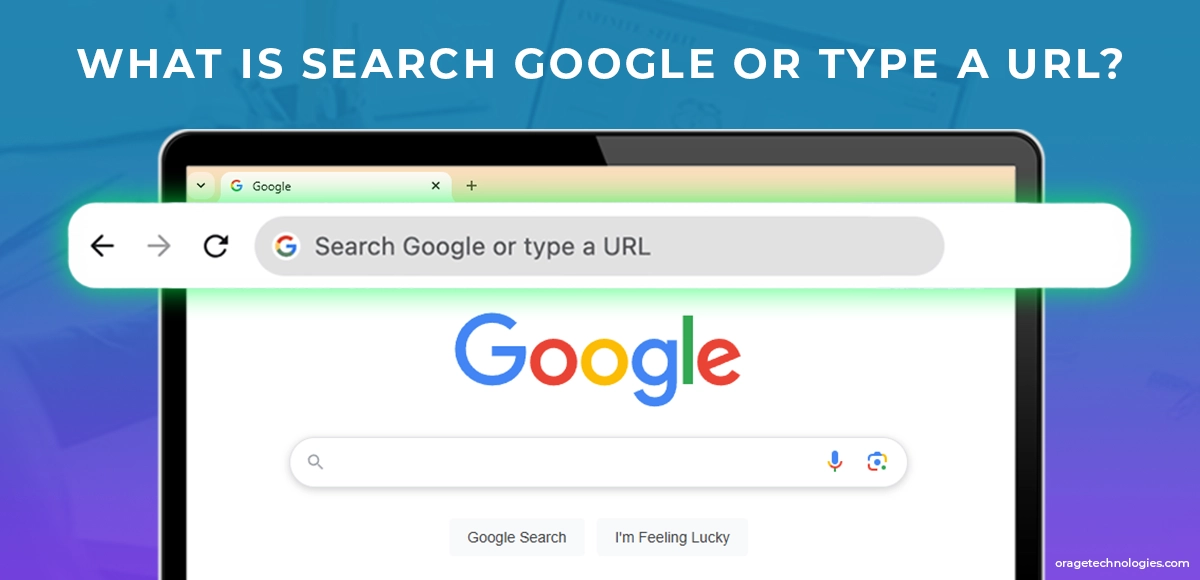 WHAT IS SEARCH GOOGLE OR TYPE A URL?
Google
Search Google or type a URL
Google
Google Search
I'm Feeling Lucky
oragetechnologies.com